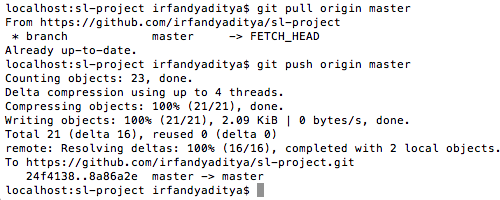 localhost:sl-project irfandyaditya$ git pull origin master
From https://github.com/irfandyaditya/sl-project
 * branch            master     -> FETCH_HEAD
Already up-to-date.
localhost:sl-project irfandyaditya$ git push origin master
Counting objects: 23, done.
Delta compression using up to 4 threads.
Compressing objects: 100% (21/21), done.
Writing objects: 100% (21/21), 2.09 KiB | 0 bytes/s, done.
Total 21 (delta 16), reused 0 (delta 0)
remote: Resolving deltas: 100% (16/16), completed with 2 local objects.
To https://github.com/irfandyaditya/sl-project.git
   24f4138..8a86a2e  master -> master
localhost:sl-project irfandyaditya$